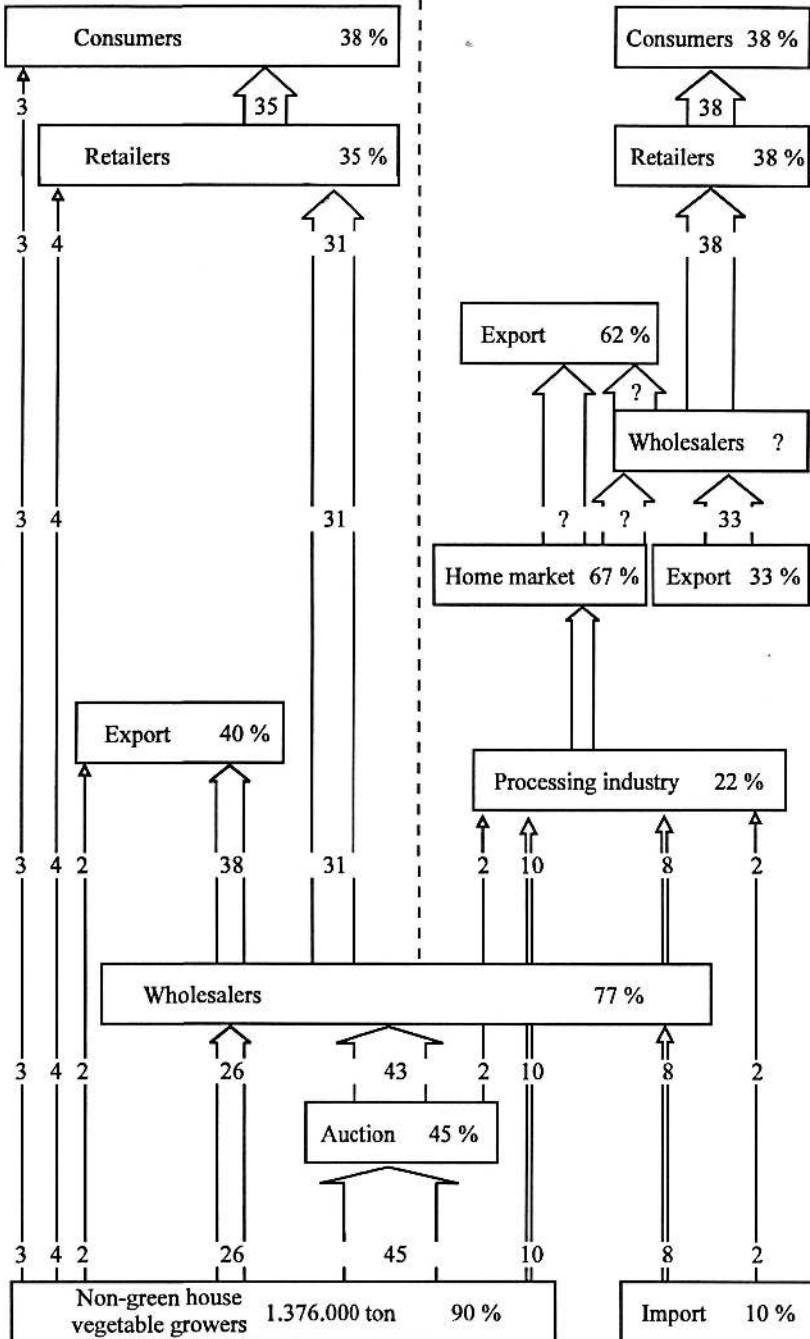 Consumers 38 % Consumers 38 %
3 35 38
Retailers 35 % Retailers 38 %
3 4 31 38
Export 62 %
?
Wholesalers ?
3 4 31 ? ? 33
Home market 67 % Export 33 %
Export 40 %
Processing industry 22 %
3 4 2 38 31 2 10 8 2
Wholesalers 77 %
3 4 2 26 43 2 10 8 2
Auction 45 %
3 4 2 26 45 10 8 2
Non-green house
vegetable growers 1.376.000 ton 90 % Import 10 %